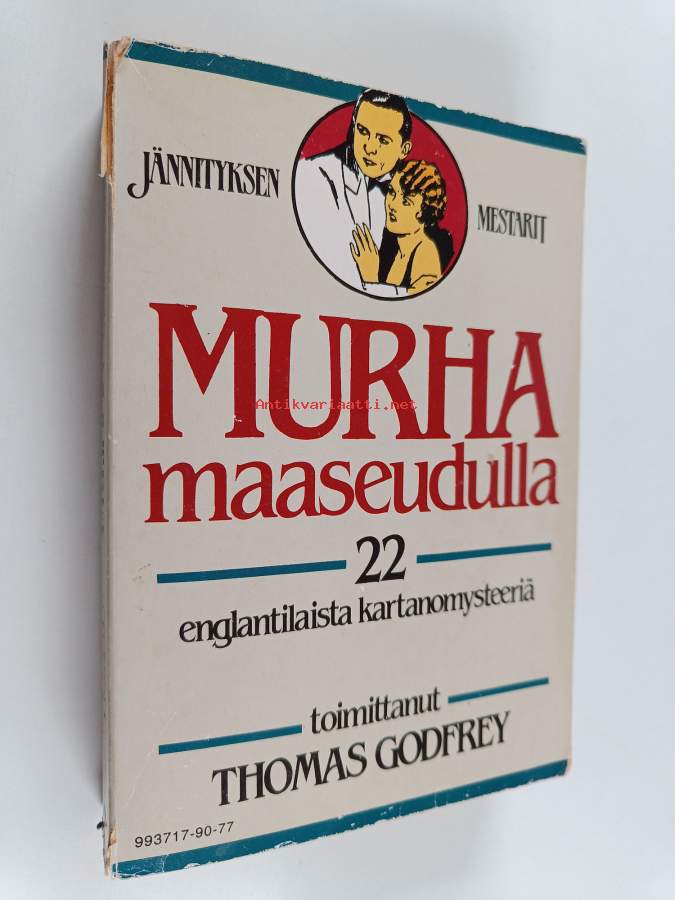 JÄNNITYKSEN
MESTARIT
MURHA
Antikvariaatti.net
maaseudulla
22
englantilaista kartanomysteeriä
toimittanut
THOMAS GODFREY
993717-90-77